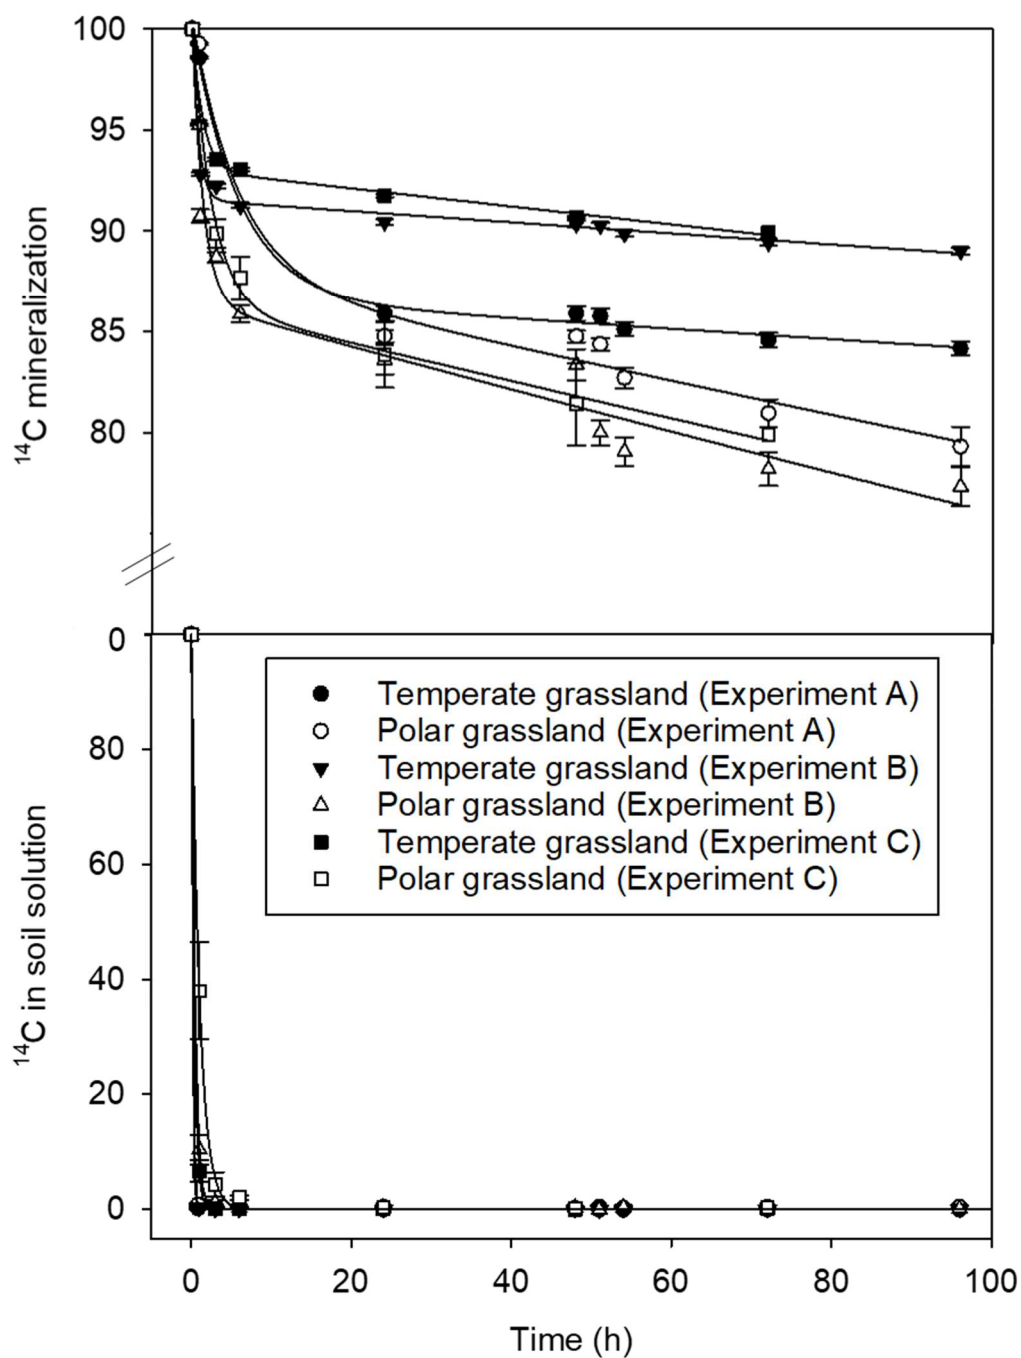 100
95
90
85
80
¹⁴C mineralization
0
80
60
40
20
0
¹⁴C in soil solution
Temperate grassland (Experiment A)
Polar grassland (Experiment A)
Temperate grassland (Experiment B)
Polar grassland (Experiment B)
Temperate grassland (Experiment C)
Polar grassland (Experiment C)
0 20 40 60 80 100
Time (h)